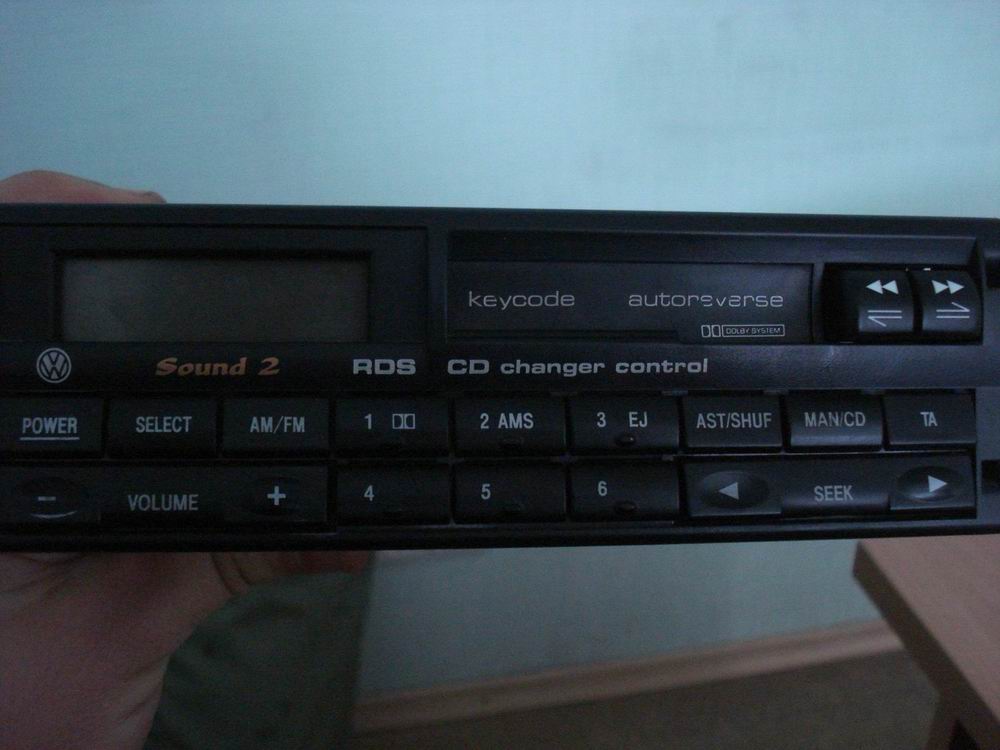 keycode autoreverse
DOLBY SYSTEM
VW Sound 2 RDS CD changer control
POWER SELECT AM/FM 1 2 AMS 3 EJ AST/SHUF MAN/CD TA
- VOLUME + 4 5 6 SEEK